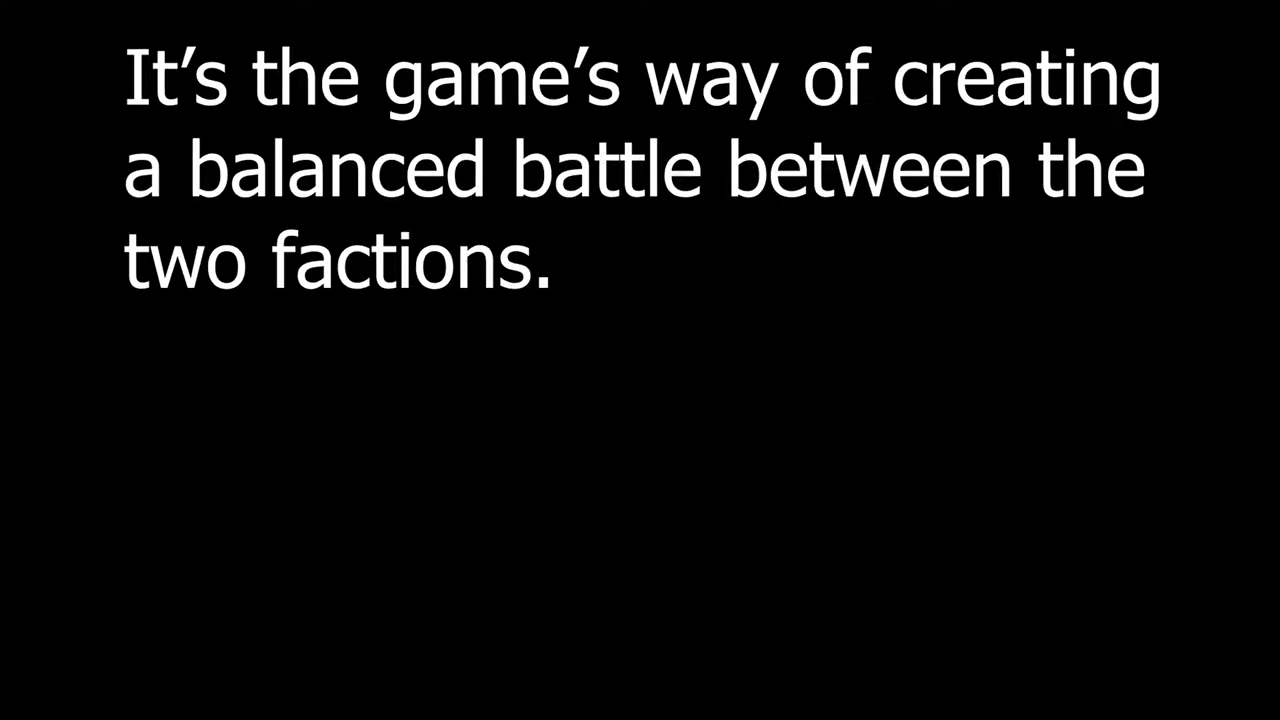 It’s the game’s way of creating
a balanced battle between the
two factions.